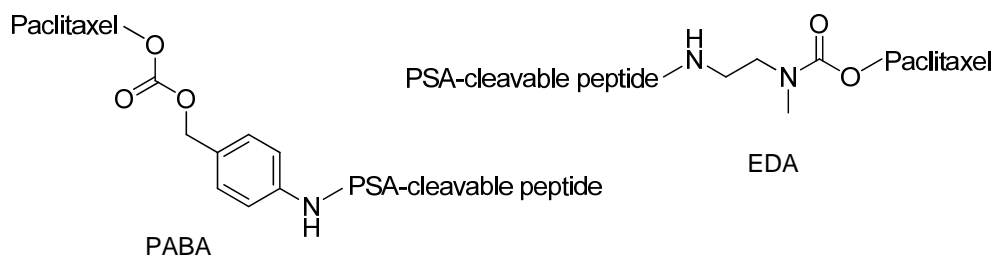 Paclitaxel
O
O
O
N
H
PSA-cleavable peptide
PABA
PSA-cleavable peptide
H
N
N
O
O
Paclitaxel
EDA